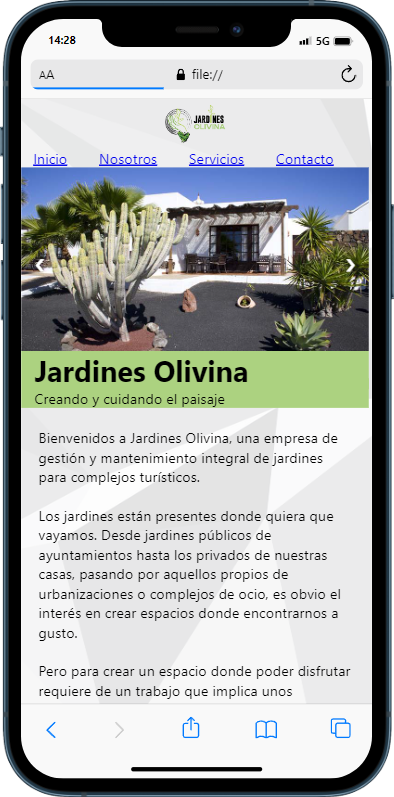 14:28
5G
AA
file://
JARDINES
OLIVINA
Inicio Nosotros Servicios Contacto
Jardines Olivina
Creando y cuidando el paisaje
Bienvenidos a Jardines Olivina, una empresa de
gestión y mantenimiento integral de jardines
para complejos turísticos.
Los jardines están presentes donde quiera que
vayamos. Desde jardines públicos de
ayuntamientos hasta los privados de nuestras
casas, pasando por aquellos propios de
urbanizaciones o complejos de ocio, es obvio el
interés en crear espacios donde encontrarnos a
gusto.
Pero para crear un espacio donde poder disfrutar
requiere de un trabajo que implica unos